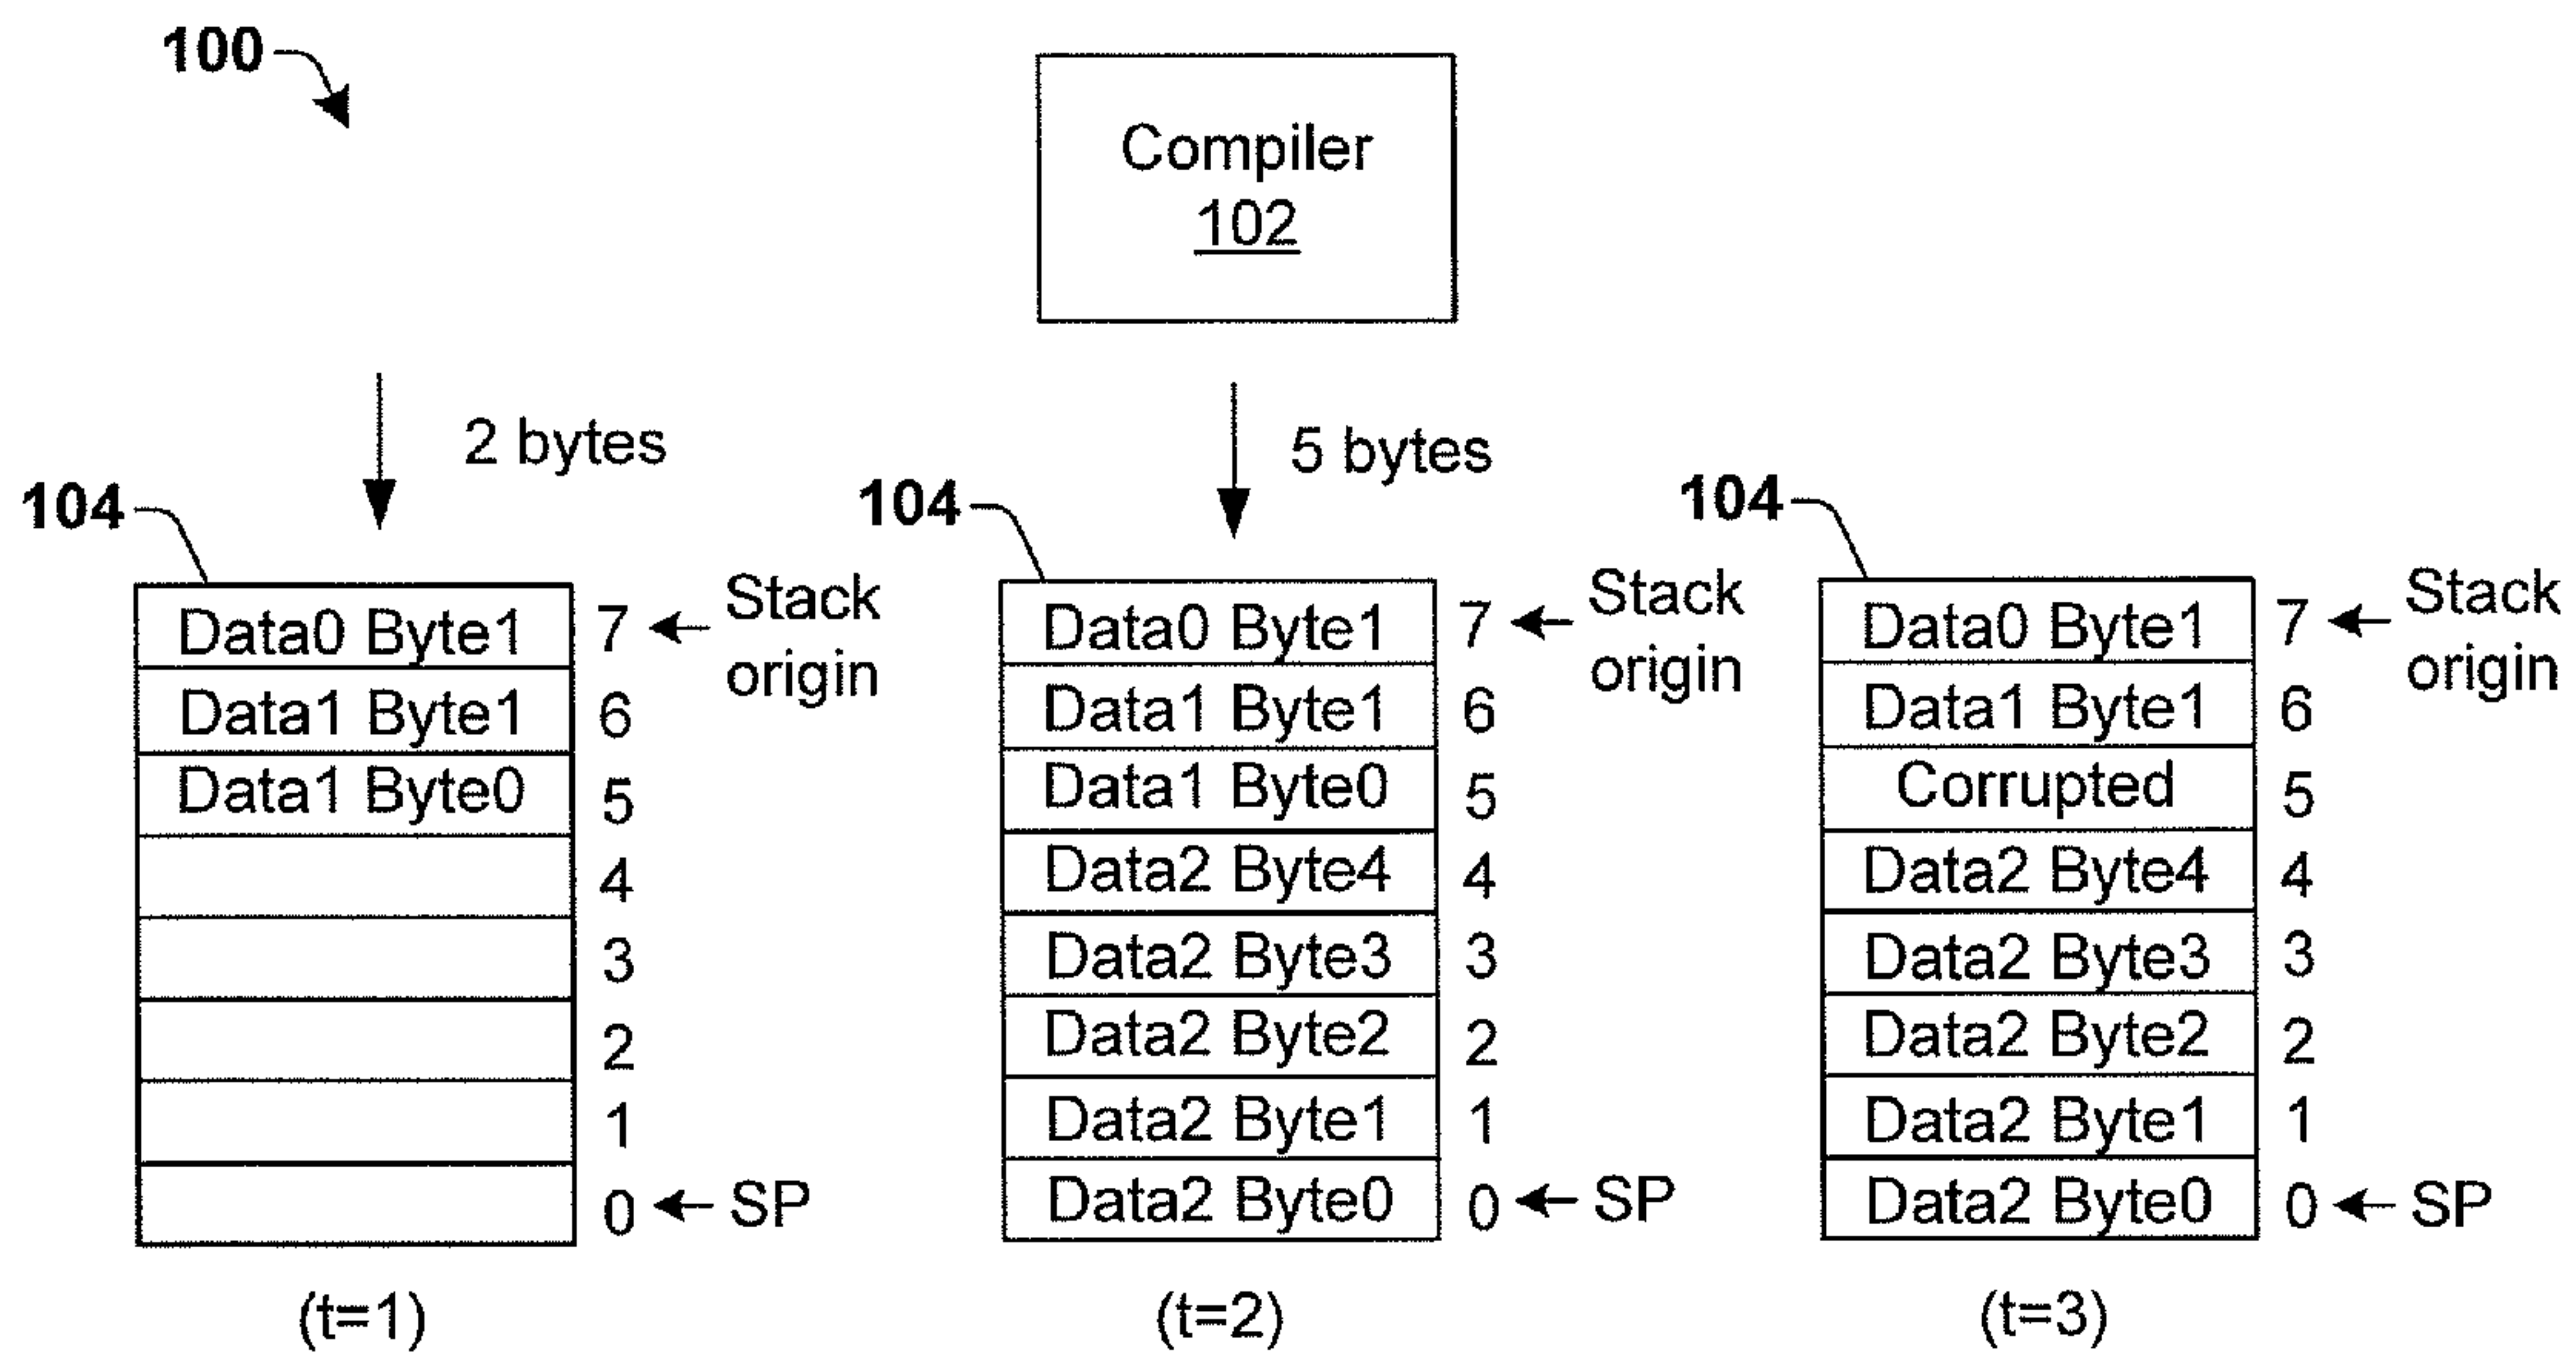 100
Compiler
102
2 bytes
5 bytes
104
104
104
Data0 Byte1
7
Stack
origin
Data1 Byte1
6
Data1 Byte0
5
4
3
2
1
0
SP
(t=1)
Data0 Byte1
7
Stack
origin
Data1 Byte1
6
Data1 Byte0
5
Data2 Byte4
4
Data2 Byte3
3
Data2 Byte2
2
Data2 Byte1
1
Data2 Byte0
0
SP
(t=2)
Data0 Byte1
7
Stack
origin
Data1 Byte1
6
Corrupted
5
Data2 Byte4
4
Data2 Byte3
3
Data2 Byte2
2
Data2 Byte1
1
Data2 Byte0
0
SP
(t=3)